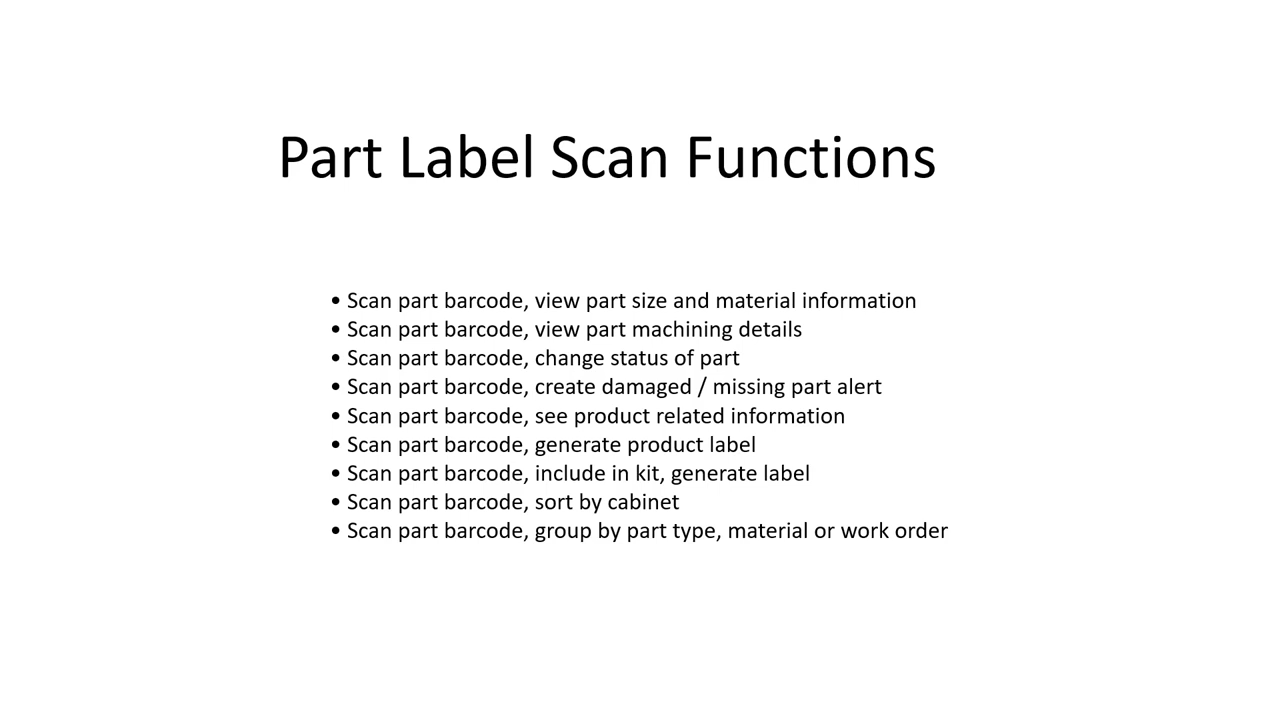 Part Label Scan Functions
• Scan part barcode, view part size and material information
• Scan part barcode, view part machining details
• Scan part barcode, change status of part
• Scan part barcode, create damaged / missing part alert
• Scan part barcode, see product related information
• Scan part barcode, generate product label
• Scan part barcode, include in kit, generate label
• Scan part barcode, sort by cabinet
• Scan part barcode, group by part type, material or work order